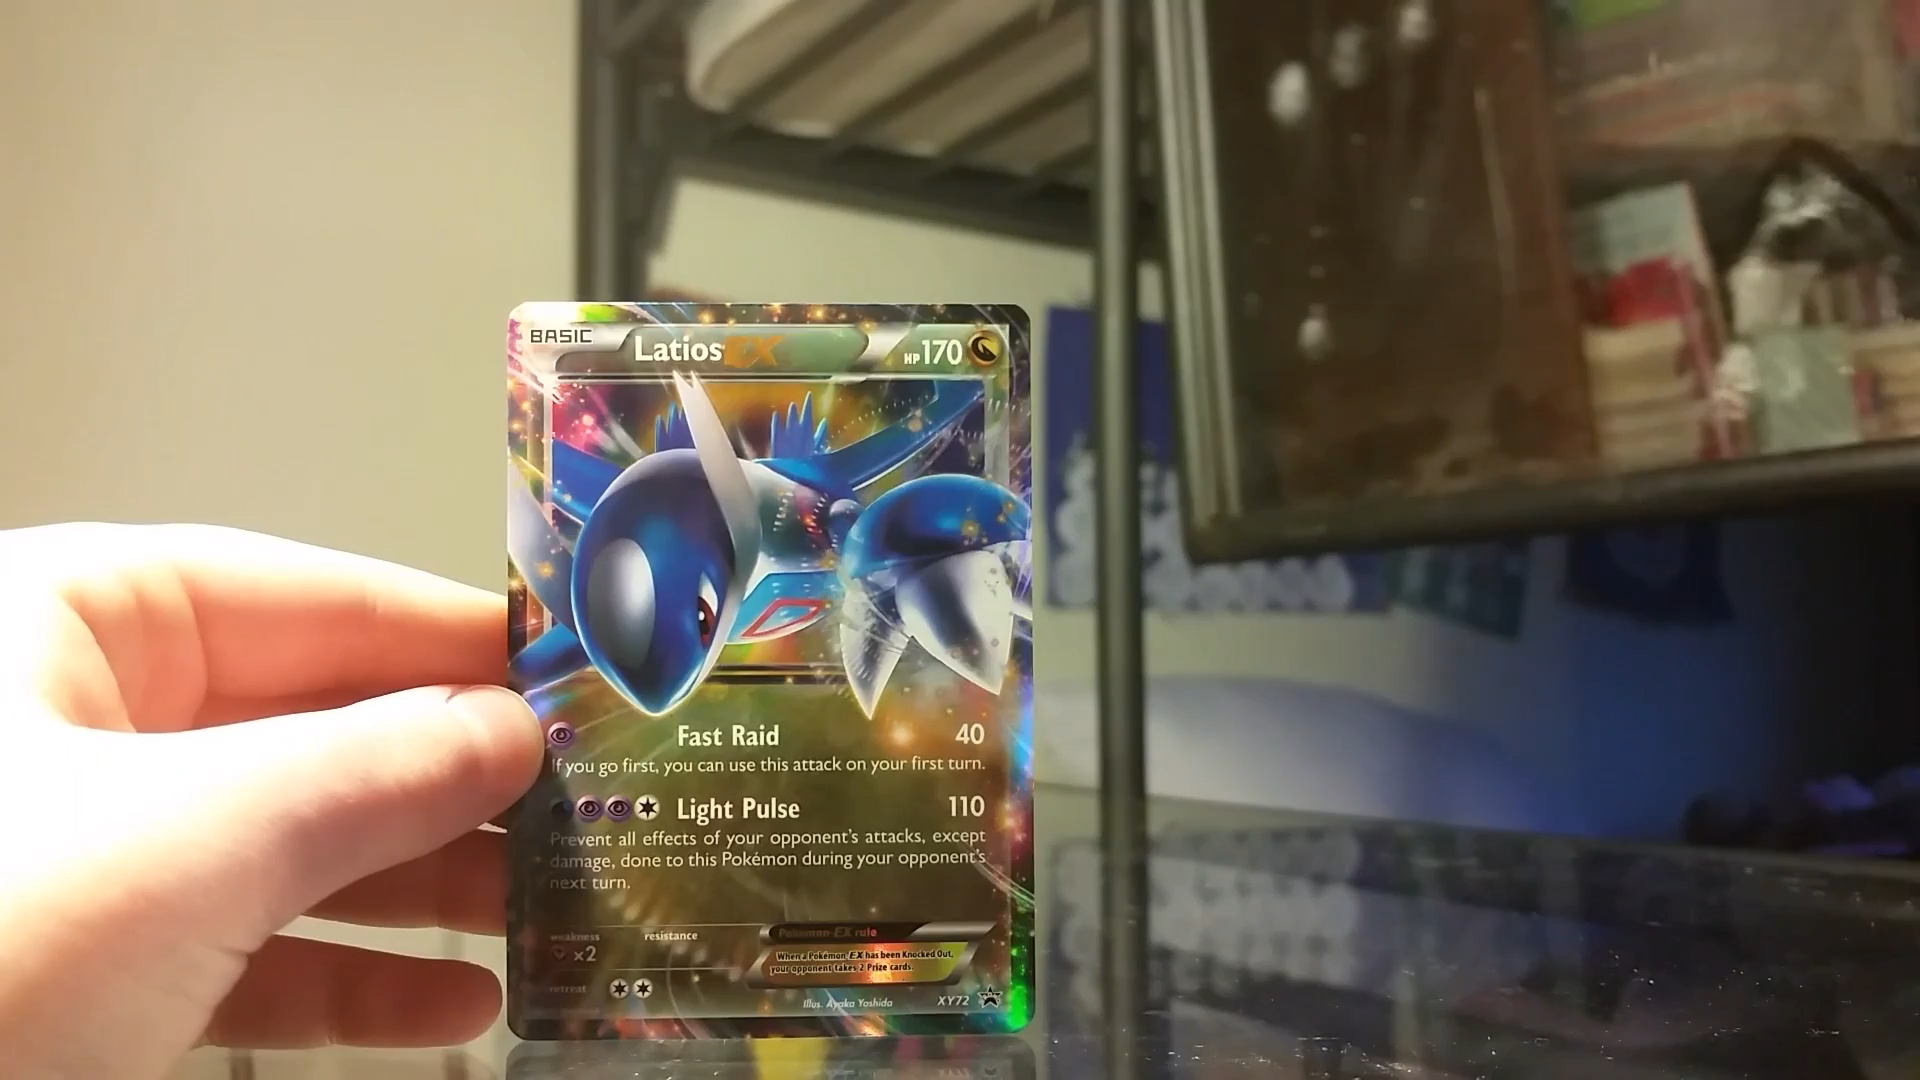 BASIC
Latios EX
HP170
Fast Raid 40
If you go first, you can use this attack on your first turn.
Light Pulse 110
Prevent all effects of your opponent's attacks, except
damage, done to this Pokémon during your opponent's
next turn.
weakness
x2
resistance
Pokémon-EX rule
When a Pokémon-EX has been Knocked Out,
your opponent takes 2 Prize cards.
retreat
Illus. Ayaka Yoshida
XY72